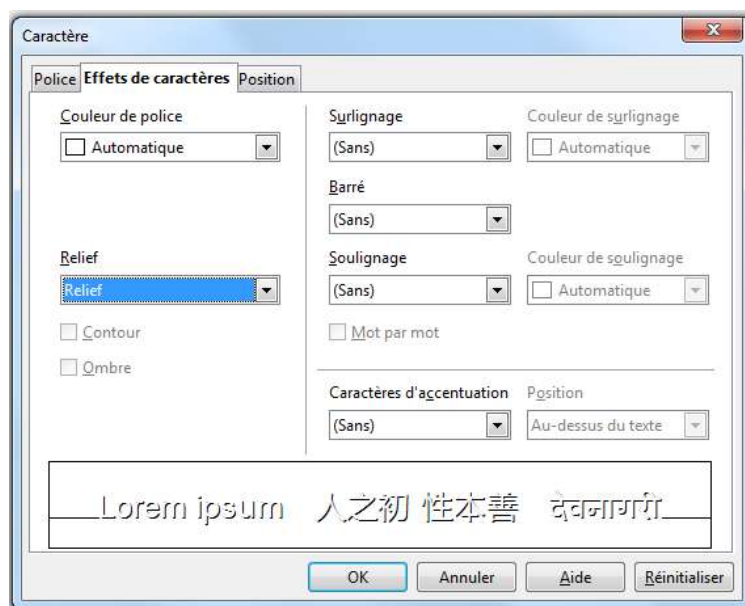 Caractère
Police Effets de caractères Position
Couleur de police Surlignage Couleur de surlignage
Automatique (Sans) Automatique
Barré
(Sans)
Relief Soulignage Couleur de soulignage
Relief (Sans) Automatique
Contour Mot par mot
Ombre
Caractères d'accentuation Position
(Sans) Au-dessus du texte
Lorem ipsum 人之初 性本善 देवनागरी
OK Annuler Aide Réinitialiser